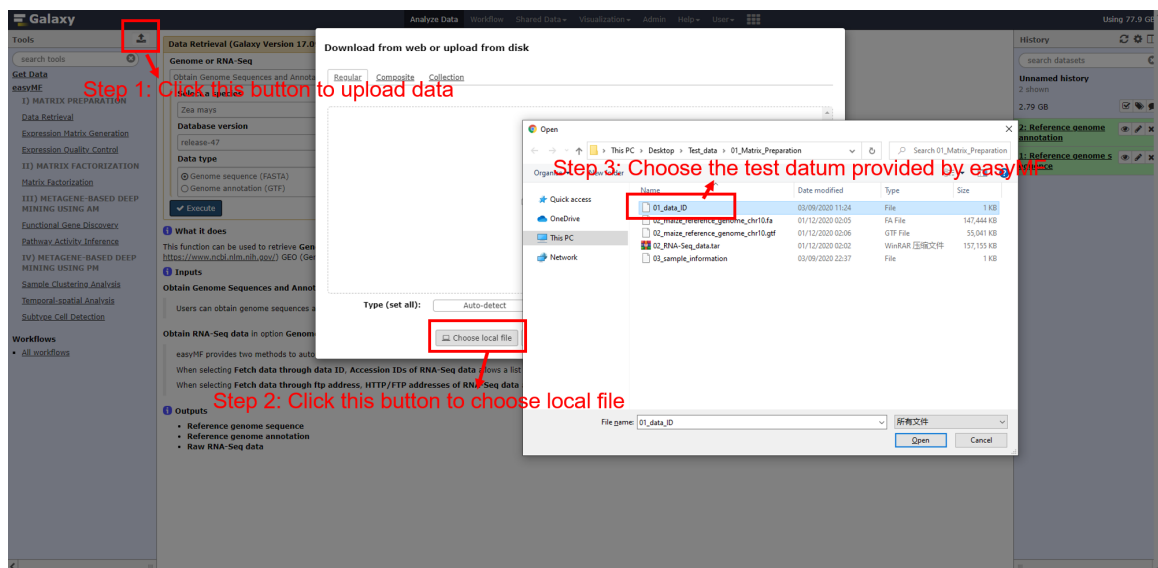 Galaxy
Analyze Data Workflow Shared Data Visualization Admin Help User
Using 77.9 GB
Tools
search tools
Get Data
easyMF
I) MATRIX PREPARATION
Data Retrieval
Expression Matrix Generation
Expression Quality Control
II) MATRIX FACTORIZATION
Matrix Factorization
III) METAGENE-BASED DEEP
MINING USING AM
Functional Gene Discovery
Pathway Activity Inference
IV) METAGENE-BASED DEEP
MINING USING PM
Sample Clustering Analysis
Temporal-spatial Analysis
Subtype Cell Detection
Workflows
All workflows
Step 1: Click this button to upload data
Data Retrieval (Galaxy Version 17.0
Genome or RNA-Seq
Obtain Genome Sequences and Annota
Select a species
Zea mays
Database version
release-47
Data type
Genome sequence (FASTA)
Genome annotation (GTF)
Execute
What it does
This function can be used to retrieve Gen
https://www.ncbi.nlm.nih.gov/) GEO (Ge
Inputs
Obtain Genome Sequences and Annot
Users can obtain genome sequences a
Obtain RNA-Seq data in option Genom
easyMF provides two methods to auto
When selecting Fetch data through data ID, Accession IDs of RNA-Seq data allows a list
When selecting Fetch data through ftp address, HTTP/FTP addresses of RNA-Seq data
Outputs
Reference genome sequence
Reference genome annotation
Raw RNA-Seq data
Download from web or upload from disk
Regular Composite Collection
Type (set all): Auto-detect
Choose local file
Step 2: Click this button to choose local file
Open
This PC > Desktop > Test_data > 01_Matrix_Preparation
Search 01_Matrix_Preparation
Step 3: Choose the test datum provided by easyMF
New folder
Quick access
OneDrive
This PC
Network
Name Date modified Type Size
01_data_ID 03/09/2020 11:24 File 1 KB
02_maize_reference_genome_chr10.fa 01/12/2020 02:05 FA File 147,444 KB
02_maize_reference_genome_chr10.gtf 01/12/2020 02:06 GTF File 55,041 KB
02_RNA-Seq_data.tar 01/12/2020 02:02 WinRAR 压缩文件 157,155 KB
03_sample_information 03/09/2020 22:37 File 1 KB
File name: 01_data_ID
所有文件
Open Cancel
History
search datasets
Unnamed history
2 shown
2.79 GB
2: Reference genome
annotation
1: Reference genome s
equence